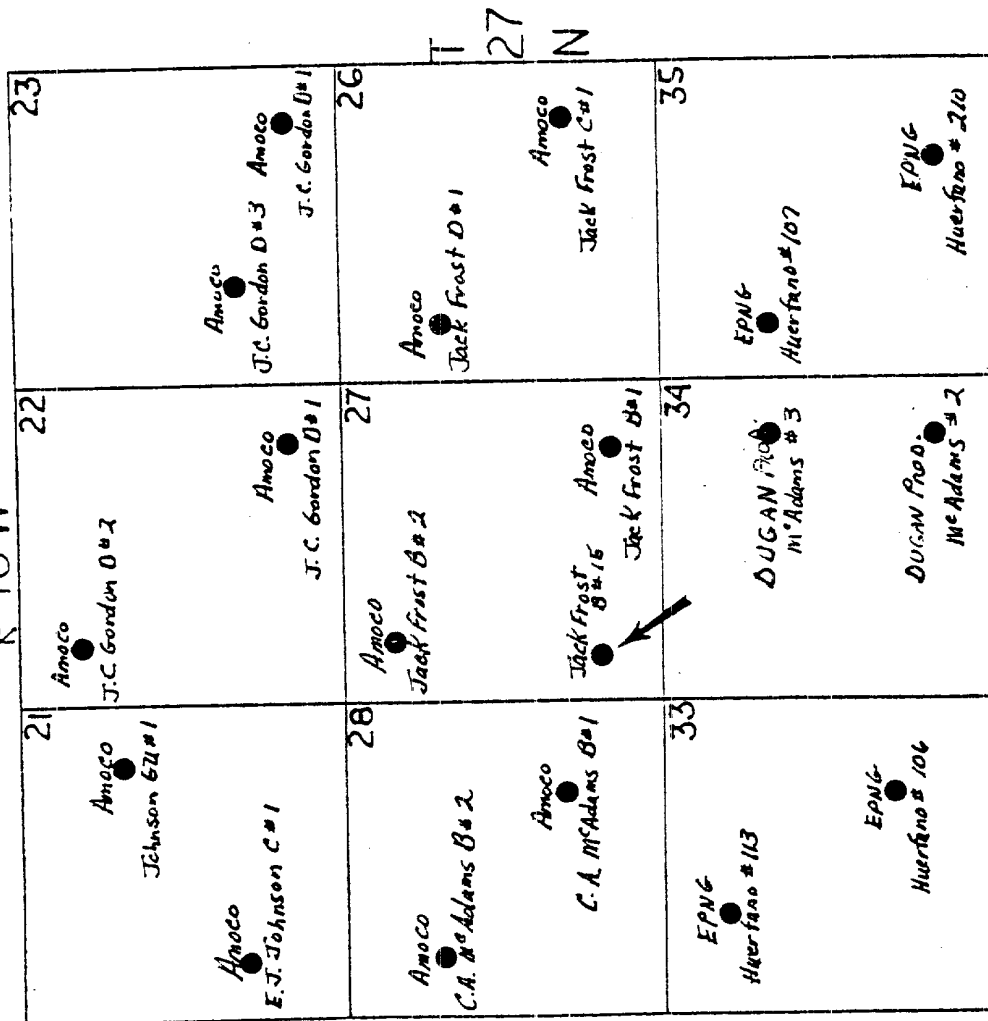 T
27
N
21
Amoco
Johnson GU #1
Amoco
E.J. Johnson C #1
22
Amoco
J.C. Gordon D #2
Amoco
J.C. Gordon D #1
23
Amoco
J.C. Gordon D #3
Amoco
J.C. Gordon D #1
28
Amoco
C.A. McAdams B # 2
Amoco
C.A. McAdams B #1
27
Amoco
Jack Frost B # 2
Jack Frost
Amoco
Jack Frost B #1
26
Amoco
Jack Frost D #1
Amoco
Jack Frost C #1
33
EPNG
Huerfano #113
EPNG
Huerfano # 106
34
DUGAN PROD.
McAdams # 3
DUGAN PROD.
McAdams # 2
35
EPNG
Huerfano #107
EPNG
Huerfano # 210